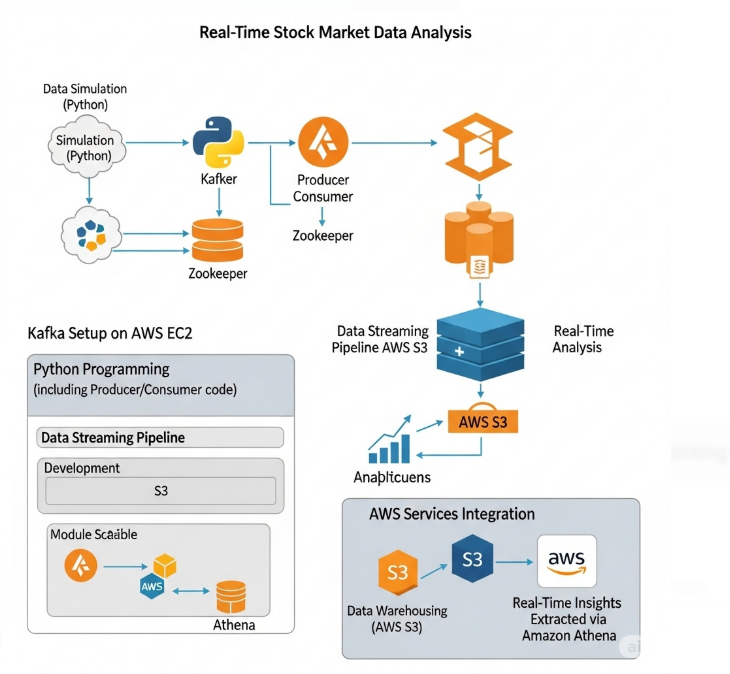 Real-Time Stock Market Data Analysis
Data Simulation
(Python)
Simulation
(Python)
Kafker
Zookeeper
Producer
Consumer
Zookeeper
Data Streaming
Pipeline AWS S3
Real-Time
Analysis
AWS S3
Kafka Setup on AWS EC2
Python Programming
(including Producer/Consumer code)
Data Streaming Pipeline
Development
S3
Module
AWS
Athena
AWS Services Integration
S3
S3
aws
Data Warehousing
(AWS S3)
Real-Time Insights
Extracted via
Amazon Athena
ai